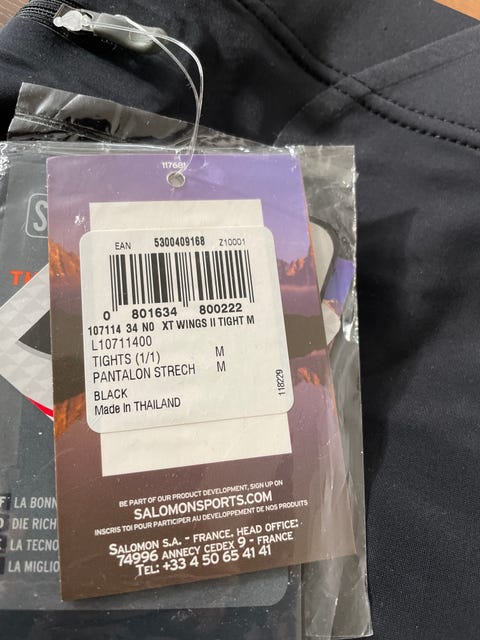 117681
EAN 5300409168 Z10001
0 801634 800222
107114 34 N0 XT WINGS II TIGHT M
L10711400
TIGHTS (1/1) M
PANTALON STRECH M
BLACK
Made In THAILAND
118229
BE PART OF OUR PRODUCT DEVELOPMENT, SIGN UP ON
SALOMONSPORTS.COM
INSCRIS TOI POUR PARTICIPER AU DEVELOPPEMENT DE NOS PRODUITS
SALOMON S.A. - FRANCE. HEAD OFFICE:
74996 ANNECY CEDEX 9 - FRANCE
TEL: +33 4 50 65 41 41
F LA BONN
D DIE RICH
LA TECNO
LA MIGLIO